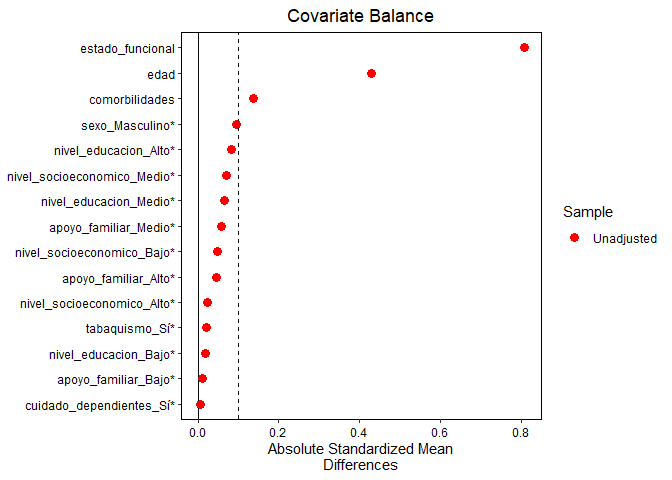 Covariate Balance
estado_funcional
edad
comorbilidades
sexo_Masculino*
nivel_educacion_Alto*
nivel_socioeconomico_Medio*
nivel_educacion_Medio*
apoyo_familiar_Medio*
nivel_socioeconomico_Bajo*
apoyo_familiar_Alto*
nivel_socioeconomico_Alto*
tabaquismo_Sí*
nivel_educacion_Bajo*
apoyo_familiar_Bajo*
cuidado_dependientes_Sí*
0.0 0.2 0.4 0.6 0.8
Absolute Standardized Mean
Differences
Sample
Unadjusted